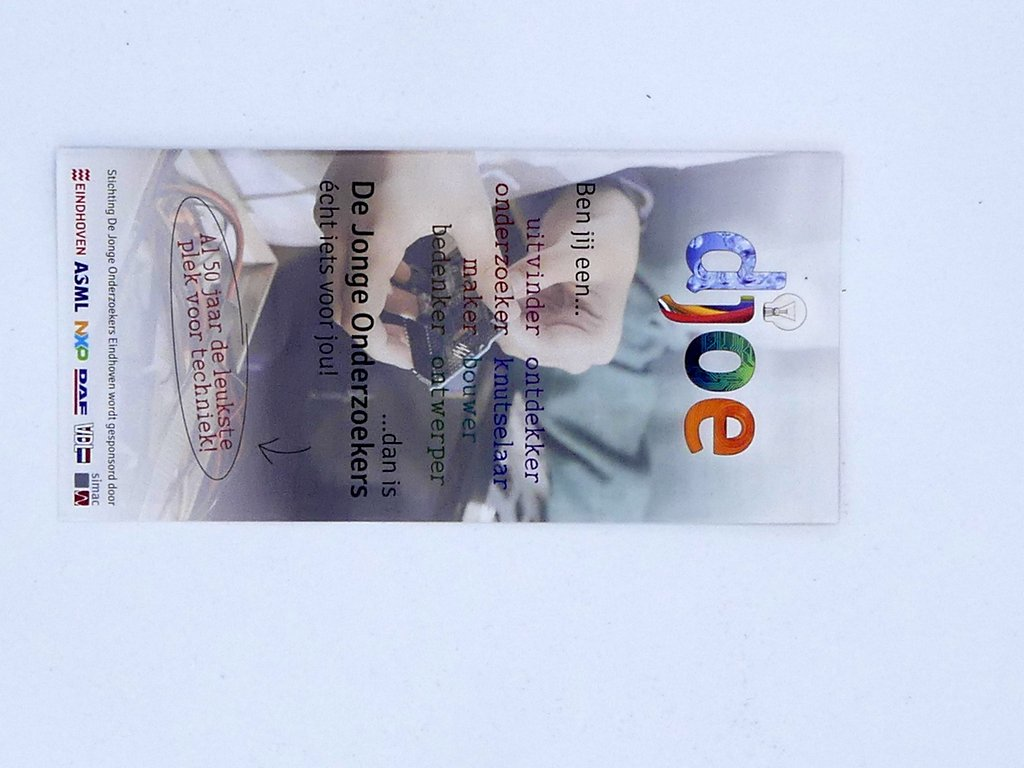 djoe
Ben jij een...
uitvinder ontdekker
onderzoeker knutselaar
maker bouwer
bedenker ontwerper
...dan is
De Jonge Onderzoekers
écht iets voor jou!
Al 50 jaar de leukste
plek voor techniek!
Stichting De Jonge Onderzoekers Eindhoven wordt gesponsord door
EINDHOVEN ASML NXP DAF VDL simac